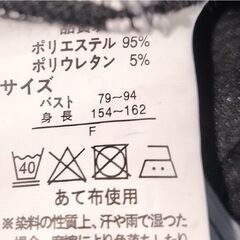 品質
ポリエステル 95%
ポリウレタン 5%
サイズ
バスト 79～94
身長 154～162
F
40
あて布使用
※染料の性質上、汗や雨で湿った